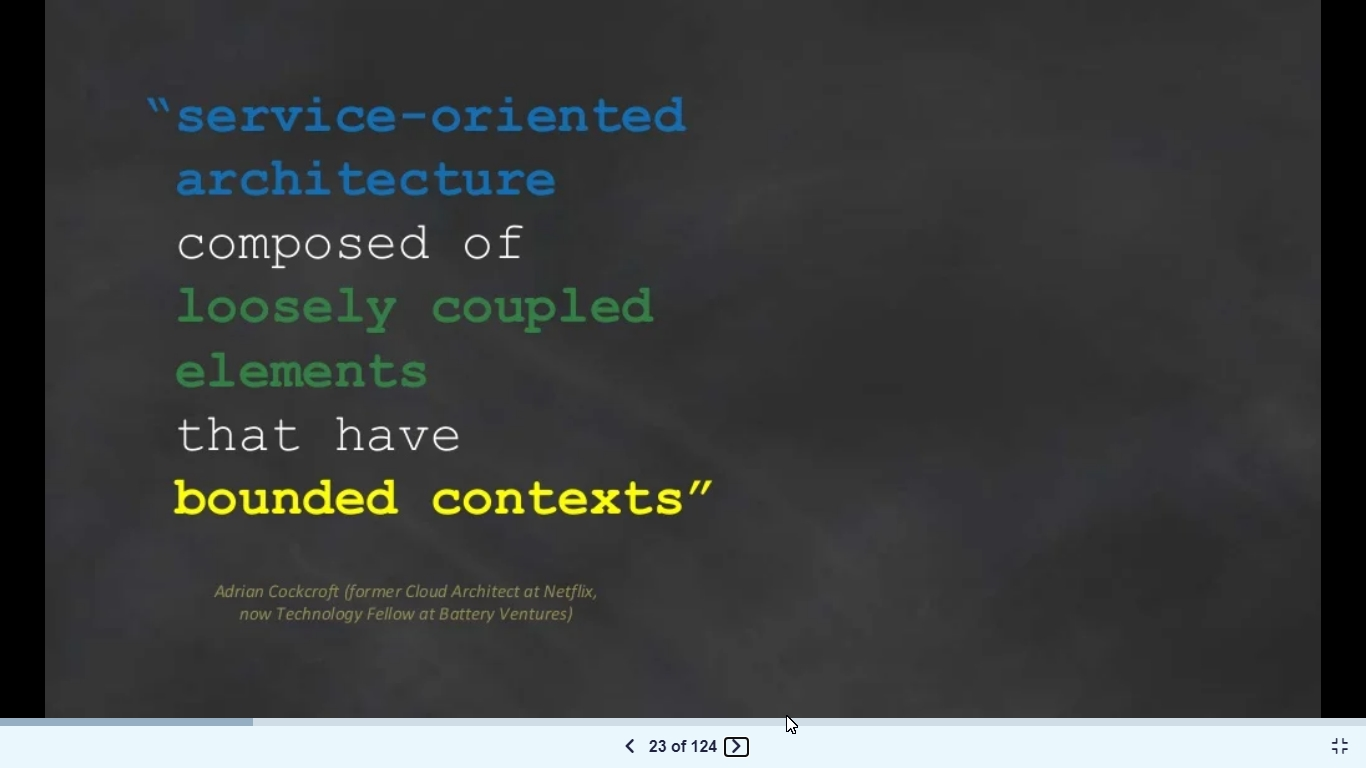 “service-oriented
architecture
composed of
loosely coupled
elements
that have
bounded contexts”
Adrian Cockcroft (former Cloud Architect at Netflix,
now Technology Fellow at Battery Ventures)
23 of 124